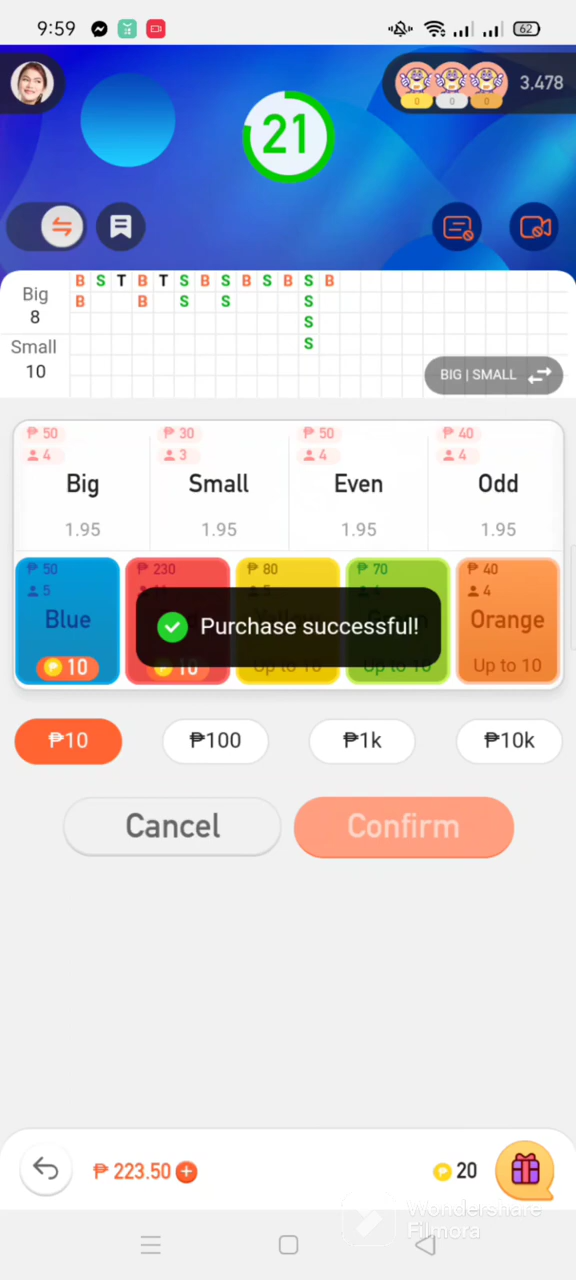 9:59
62
0 0 0
3.478
21
B S T B T S B S B S B S B
B B S S S
S
S
Big
8
Small
10
BIG | SMALL
₱ 50 ₱ 30 ₱ 50 ₱ 40
4 3 4 4
Big Small Even Odd
1.95 1.95 1.95 1.95
₱ 50 ₱ 230 ₱ 80 ₱ 70 ₱ 40
5 4
Blue Orange
Purchase successful!
10 10 Up to 10 Up to 10 Up to 10
₱10 ₱100 ₱1k ₱10k
Cancel Confirm
₱ 223.50
P 20
Wondershare
Filmora